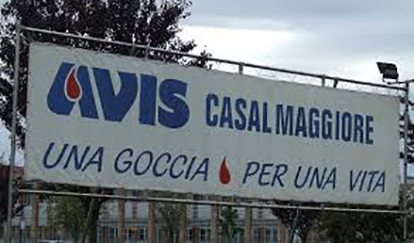 AVIS CASALMAGGIORE
UNA GOCCIA PER UNA VITA